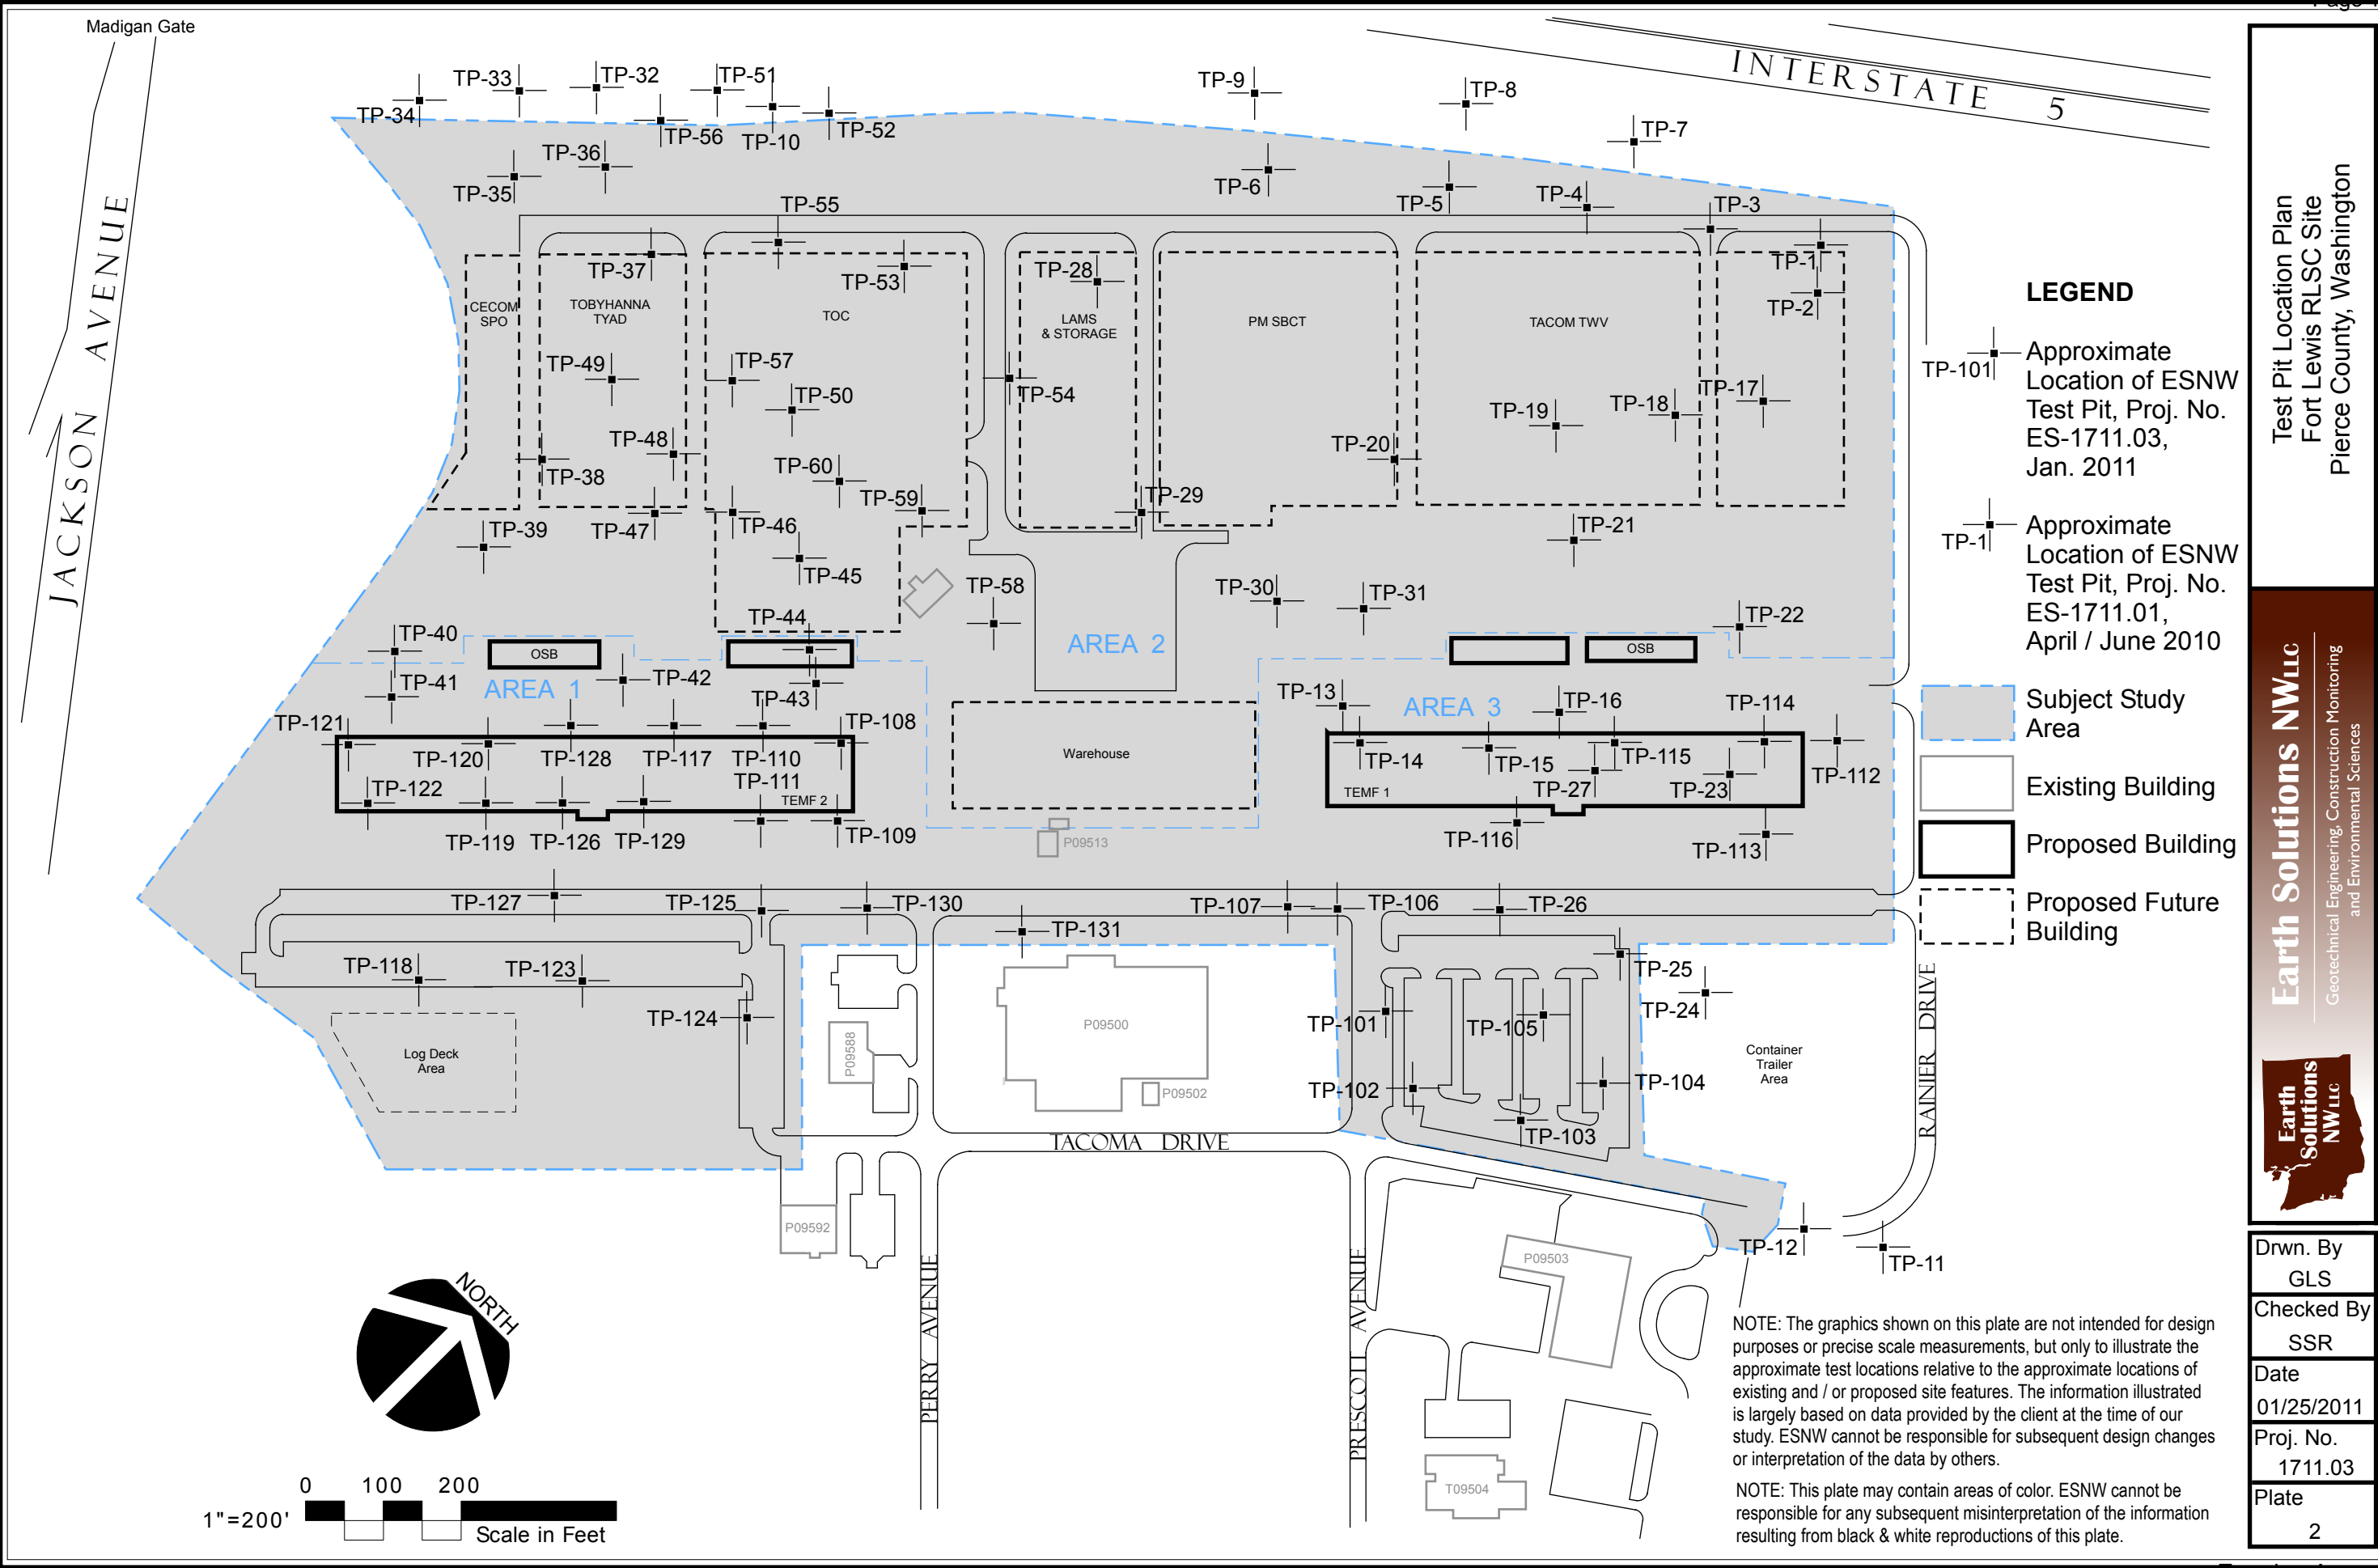 Madigan Gate
JACKSON AVENUE
INTERSTATE 5
TP-33
TP-32
TP-51
TP-34
TP-56
TP-10
TP-52
TP-9
TP-8
TP-7
TP-36
TP-35
TP-55
TP-6
TP-5
TP-4
TP-3
TP-37
TP-53
TP-28
TP-1
TP-2
CECOM
SPO
TOBYHANNA
TYAD
TOC
LAMS
& STORAGE
PM SBCT
TACOM TWV
TP-49
TP-57
TP-50
TP-54
TP-19
TP-18
TP-17
TP-48
TP-38
TP-60
TP-59
TP-20
TP-29
TP-47
TP-46
TP-39
TP-45
TP-21
TP-58
TP-30
TP-31
TP-22
TP-44
TP-40
OSB
AREA 2
OSB
TP-41
AREA 1
TP-42
TP-43
TP-13
AREA 3
TP-16
TP-114
TP-121
TP-108
TP-120
TP-128
TP-117
TP-110
TP-111
Warehouse
TP-14
TP-15
TP-115
TP-112
TP-122
TEMF 2
TEMF 1
TP-27
TP-23
TP-119
TP-126
TP-129
TP-109
P09513
TP-116
TP-113
TP-127
TP-125
TP-130
TP-131
TP-107
TP-106
TP-26
TP-118
TP-123
TP-124
TP-25
TP-24
TP-101
TP-105
P09500
P09588
P09502
Log Deck
Area
Container
Trailer
Area
TP-102
TP-104
TP-103
RAINIER DRIVE
TACOMA DRIVE
P09592
PERRY AVENUE
PRESCOTT AVENUE
P09503
T09504
TP-12
TP-11
NORTH
0 100 200
1"=200'
Scale in Feet
LEGEND
TP-101
Approximate
Location of ESNW
Test Pit, Proj. No.
ES-1711.03,
Jan. 2011
TP-1
Approximate
Location of ESNW
Test Pit, Proj. No.
ES-1711.01,
April / June 2010
Subject Study
Area
Existing Building
Proposed Building
Proposed Future
Building
NOTE: The graphics shown on this plate are not intended for design
purposes or precise scale measurements, but only to illustrate the
approximate test locations relative to the approximate locations of
existing and / or proposed site features. The information illustrated
is largely based on data provided by the client at the time of our
study. ESNW cannot be responsible for subsequent design changes
or interpretation of the data by others.
NOTE: This plate may contain areas of color. ESNW cannot be
responsible for any subsequent misinterpretation of the information
resulting from black & white reproductions of this plate.
Test Pit Location Plan
Fort Lewis RLSC Site
Pierce County, Washington
Earth Solutions NW LLC
Geotechnical Engineering, Construction Monitoring
and Environmental Sciences
Earth
Solutions
NW LLC
Drwn. By
GLS
Checked By
SSR
Date
01/25/2011
Proj. No.
1711.03
Plate
2